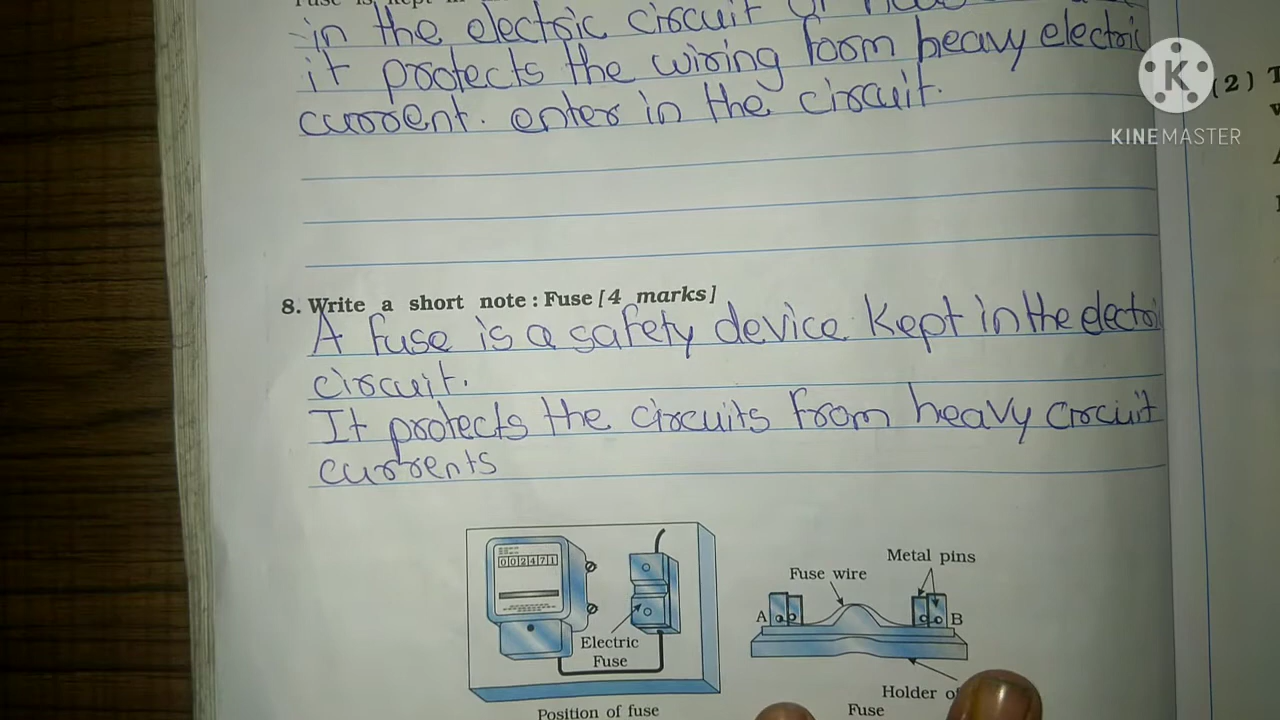 in the electric circuit
it protects the wiring form heavy electric
current. enter in the circuit.
KINEMASTER
(2)
8. Write a short note : Fuse [4 marks]
A fuse is a safety device kept in the electri
circuit.
It protects the circuits from heavy circuit
currents
002471
Electric
Fuse
Position of fuse
Fuse wire
Metal pins
A
B
Holder of
Fuse